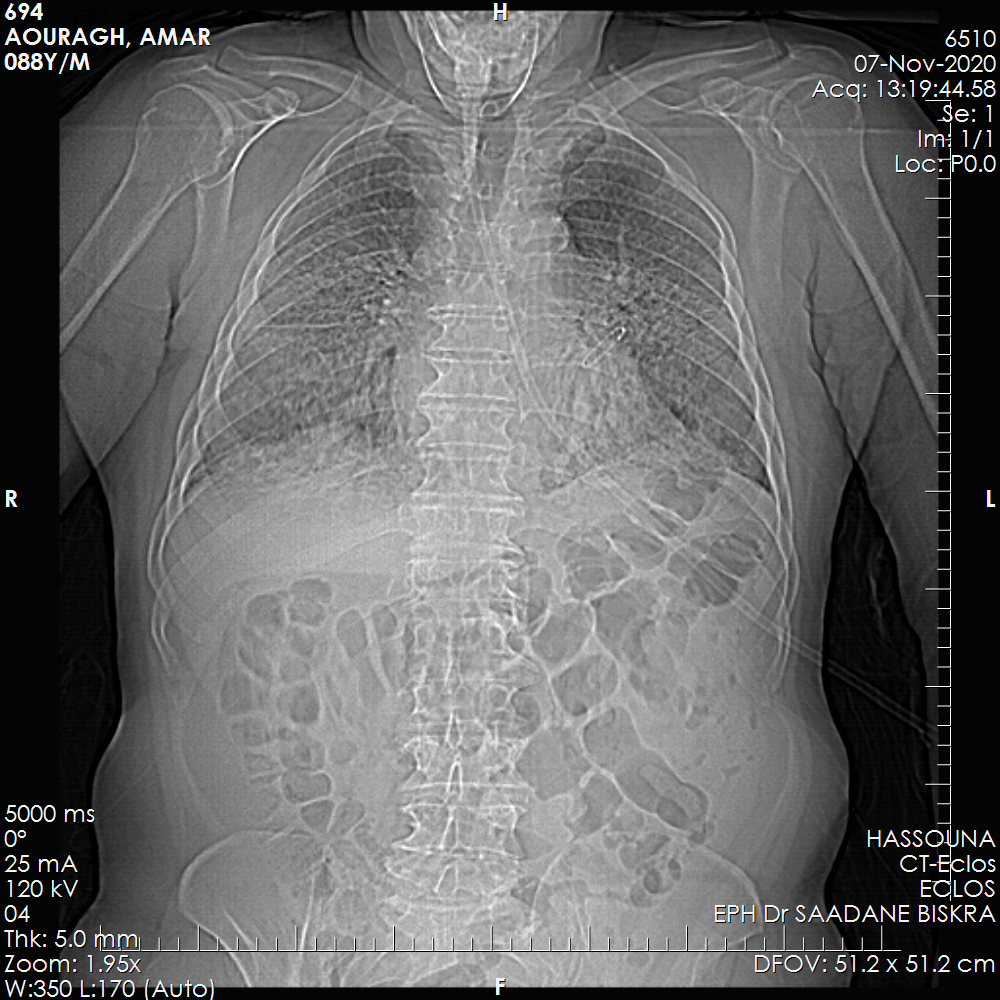 694
AOURAGH, AMAR
088Y/M
H
6510
07-Nov-2020
Acq: 13:19:44.58
Se: 1
Im: 1/1
Loc: P0.0
R
L
5000 ms
0°
25 mA
120 kV
04
Thk: 5.0 mm
Zoom: 1.95x
W:350 L:170 (Auto)
F
HASSOUNA
CT-Eclos
ECLOS
EPH Dr SAADANE BISKRA
DFOV: 51.2 x 51.2 cm